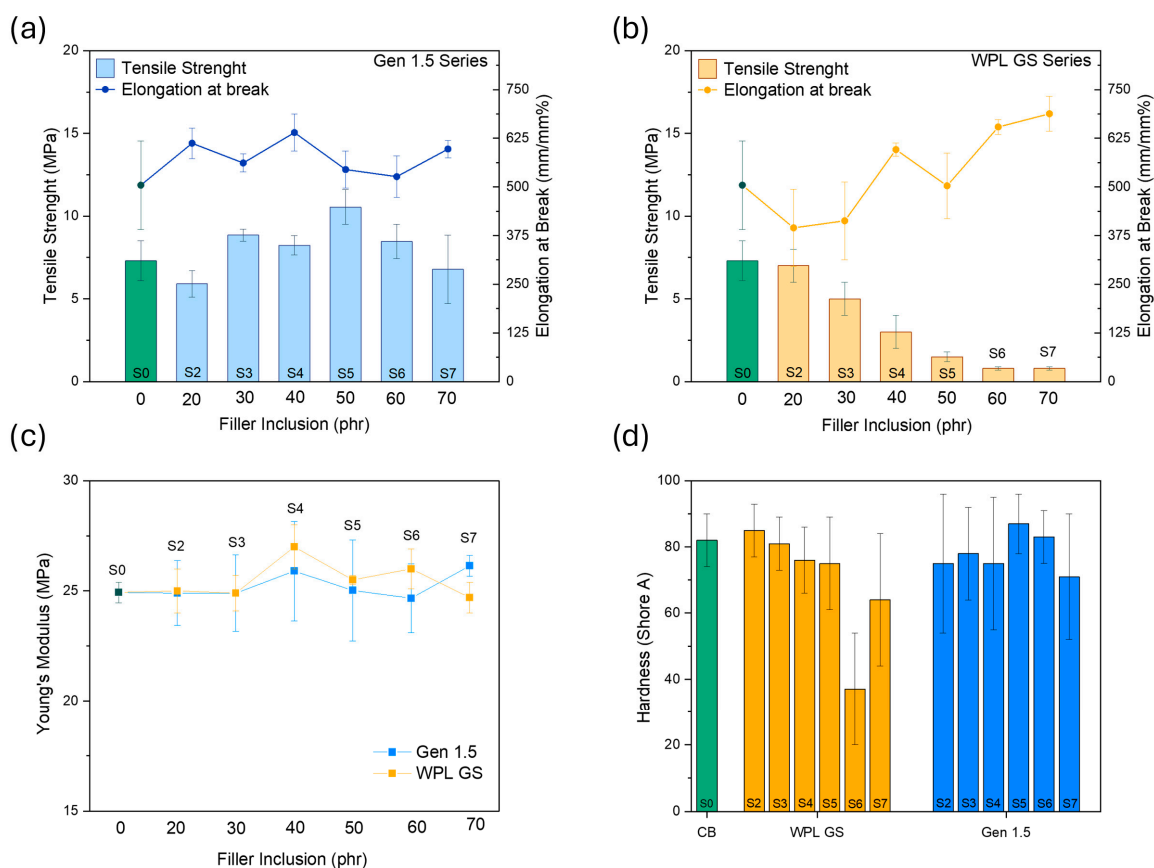 (a)
20
15
10
5
0
Tensile Strenght (MPa)
Tensile Strenght
Elongation at break
Gen 1.5 Series
750
625
500
375
250
125
0
Elongation at Break (mm/mm%)
S0 S2 S3 S4 S5 S6 S7
0 20 30 40 50 60 70
Filler Inclusion (phr)
(b)
20
15
10
5
0
Tensile Strenght (MPa)
Tensile Strenght
Elongation at break
WPL GS Series
750
625
500
375
250
125
0
Elongation at Break (mm/mm%)
S0 S2 S3 S4 S5 S6 S7
0 20 30 40 50 60 70
Filler Inclusion (phr)
(c)
30
25
20
15
Young's Modulus (MPa)
S0 S2 S3 S4 S5 S6 S7
Gen 1.5
WPL GS
0 20 30 40 50 60 70
Filler Inclusion (phr)
(d)
100
80
60
40
20
0
Hardness (Shore A)
S0 S2 S3 S4 S5 S6 S7 S2 S3 S4 S5 S6 S7
CB WPL GS Gen 1.5